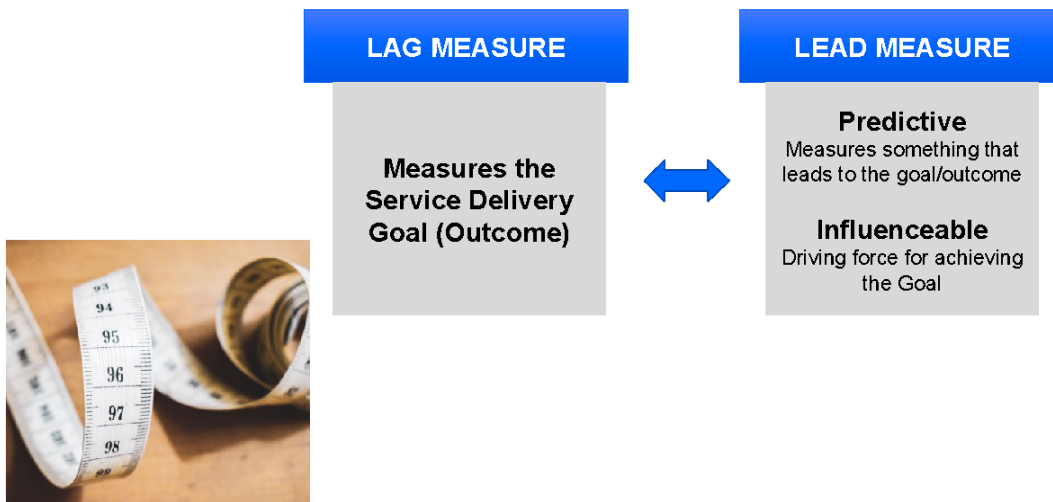 LAG MEASURE
Measures the
Service Delivery
Goal (Outcome)
LEAD MEASURE
Predictive
Measures something that
leads to the goal/outcome
Influenceable
Driving force for achieving
the Goal
93
94
95
96
97
98
99